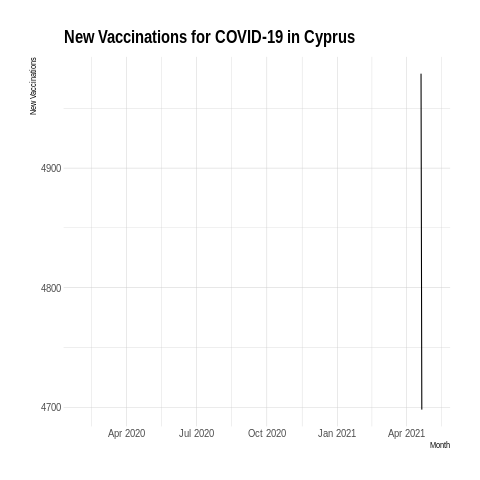 New Vaccinations for COVID-19 in Cyprus
New Vaccinations
4900
4800
4700
Apr 2020 Jul 2020 Oct 2020 Jan 2021 Apr 2021
Month